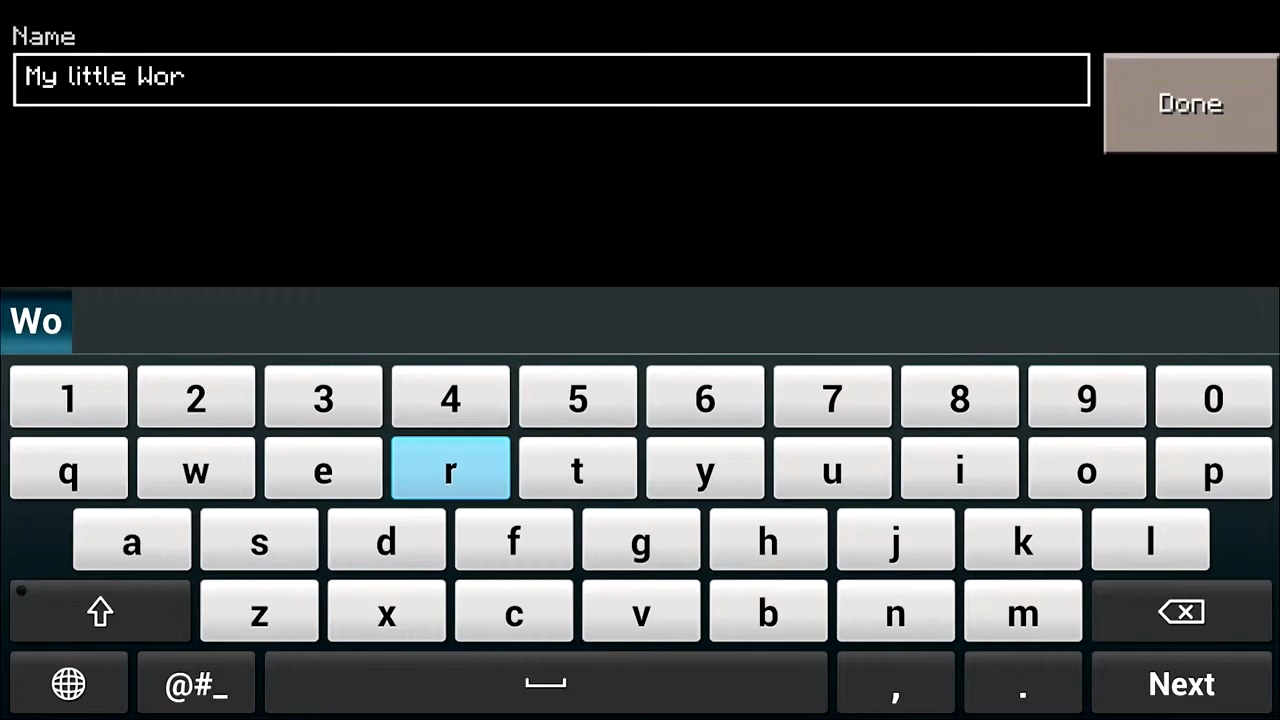 Name
My little Wor
Done
Wo
1 2 3 4 5 6 7 8 9 0
q w e r t y u i o p
a s d f g h j k l
z x c v b n m
@#_ , . Next